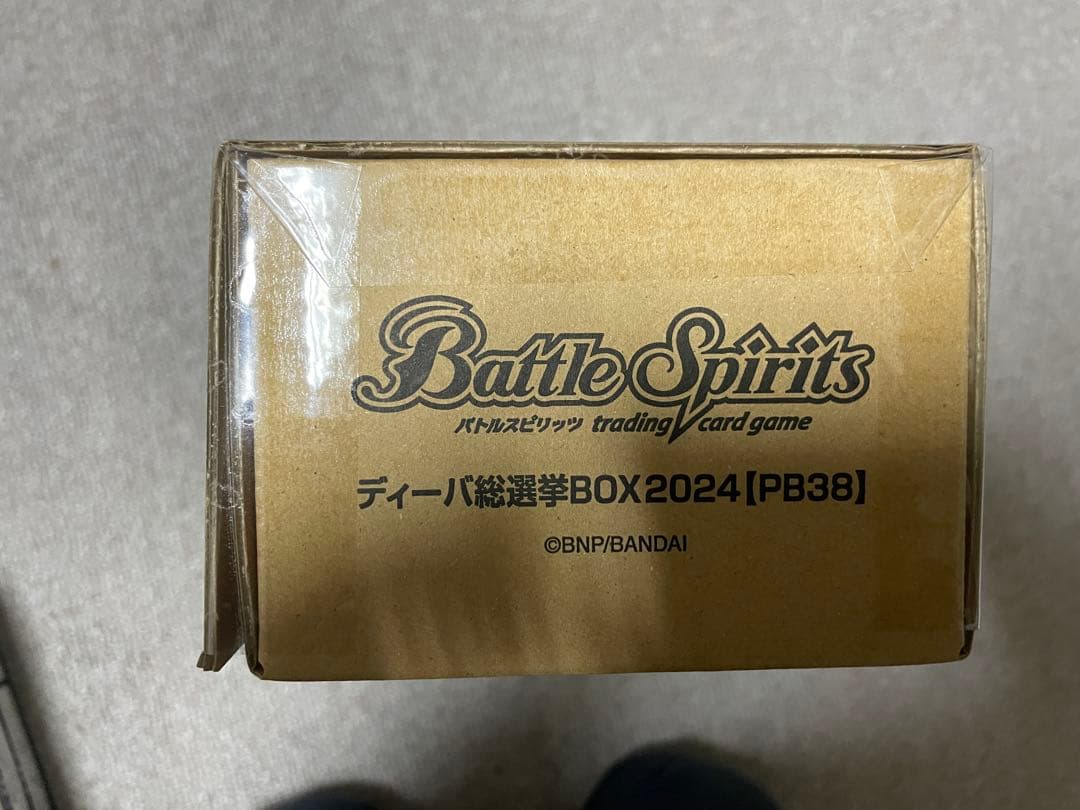 Battle Spirits
バトルスピリッツ trading card game
ディーバ総選挙BOX2024【PB38】
©BNP/BANDAI